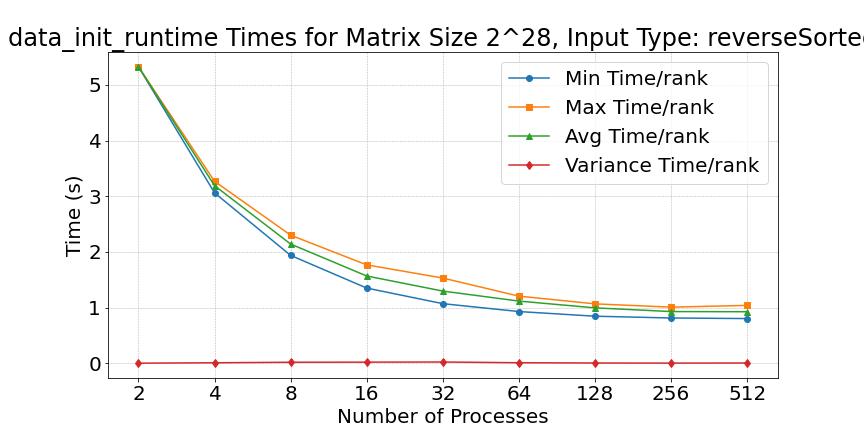 data_init_runtime Times for Matrix Size 2^28, Input Type: reverseSorte
Min Time/rank
Max Time/rank
Avg Time/rank
Variance Time/rank
Time (s)
5
4
3
2
1
0
2 4 8 16 32 64 128 256 512
Number of Processes